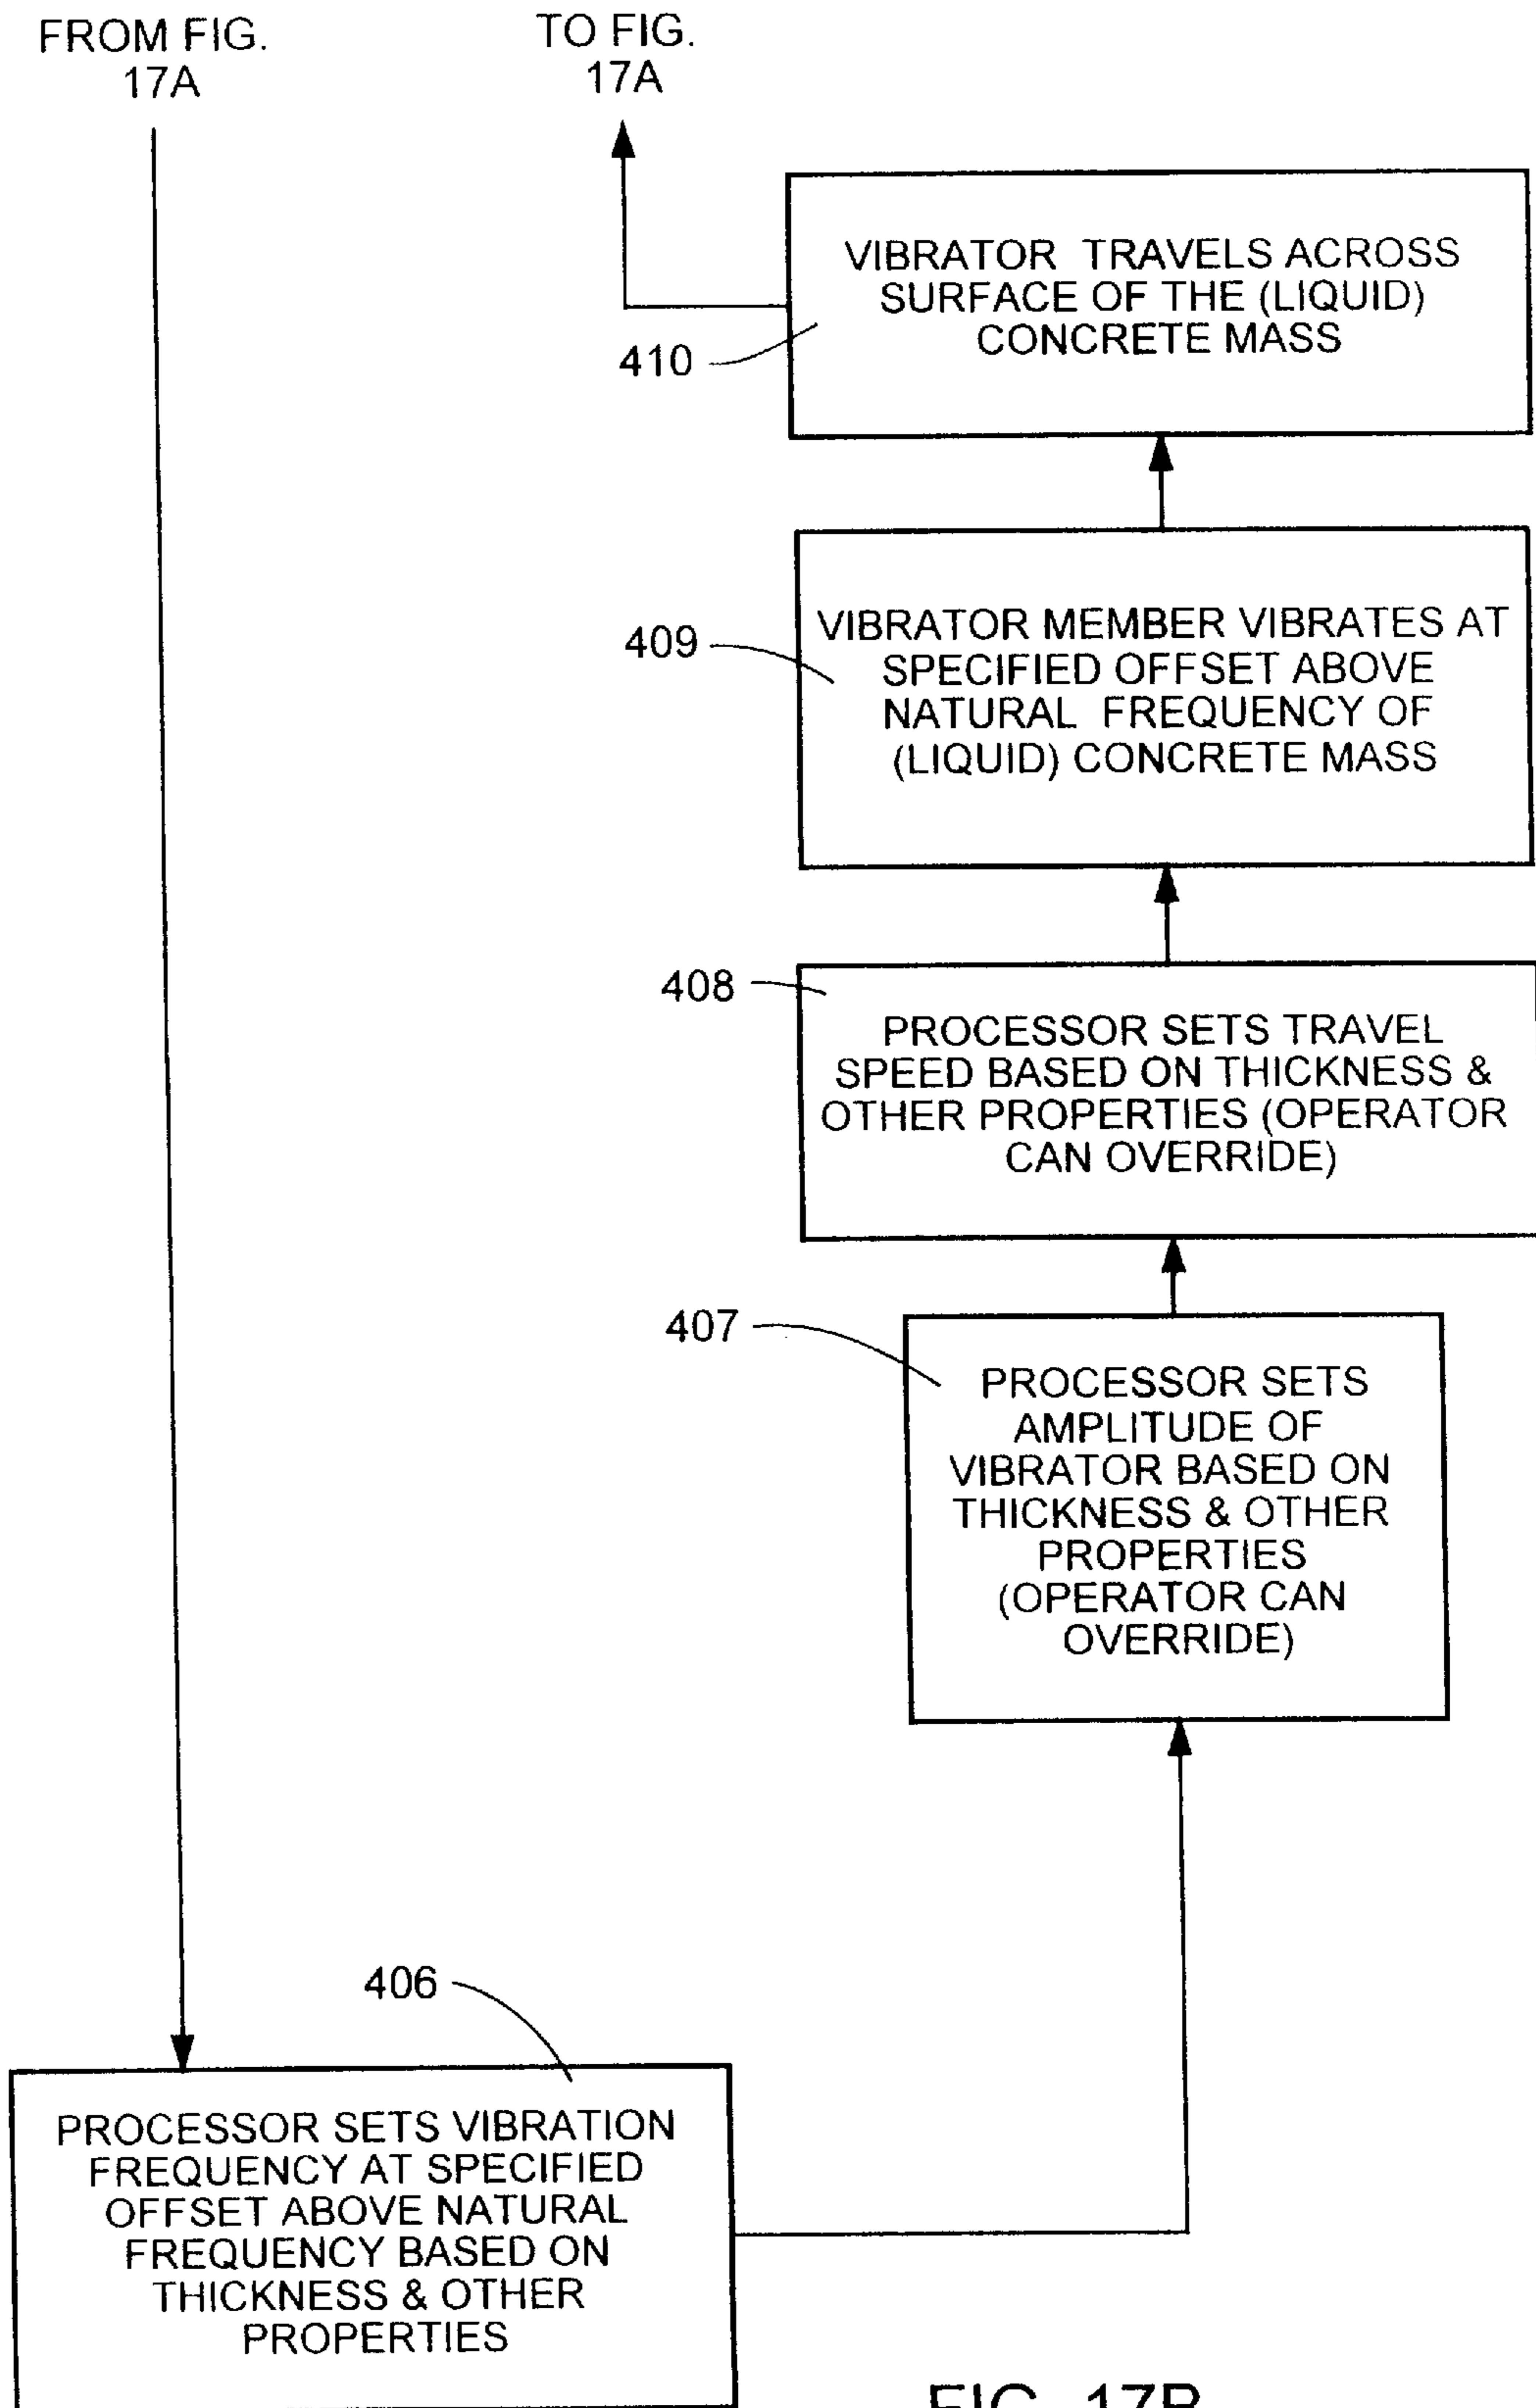 FROM FIG.
17A
TO FIG.
17A
VIBRATOR TRAVELS ACROSS
SURFACE OF THE (LIQUID)
CONCRETE MASS
410
VIBRATOR MEMBER VIBRATES AT
SPECIFIED OFFSET ABOVE
NATURAL FREQUENCY OF
(LIQUID) CONCRETE MASS
409
408
PROCESSOR SETS TRAVEL
SPEED BASED ON THICKNESS &
OTHER PROPERTIES (OPERATOR
CAN OVERRIDE)
407
PROCESSOR SETS
AMPLITUDE OF
VIBRATOR BASED ON
THICKNESS & OTHER
PROPERTIES
(OPERATOR CAN
OVERRIDE)
406
PROCESSOR SETS VIBRATION
FREQUENCY AT SPECIFIED
OFFSET ABOVE NATURAL
FREQUENCY BASED ON
THICKNESS & OTHER
PROPERTIES
FIG. 17B